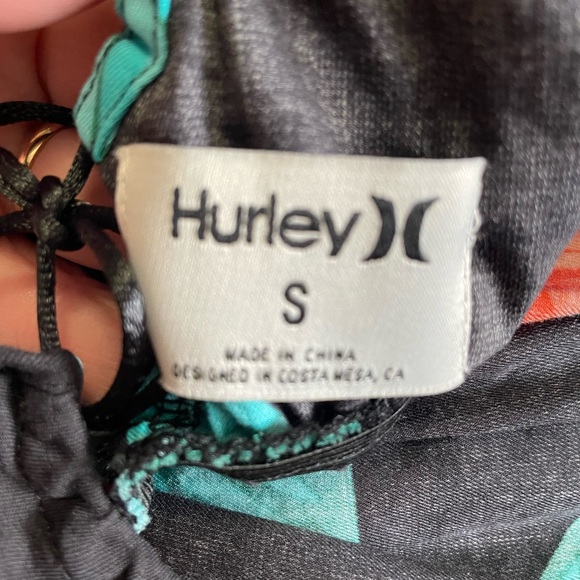 Hurley
S
MADE IN CHINA
DESIGNED IN COSTA MESA, CA